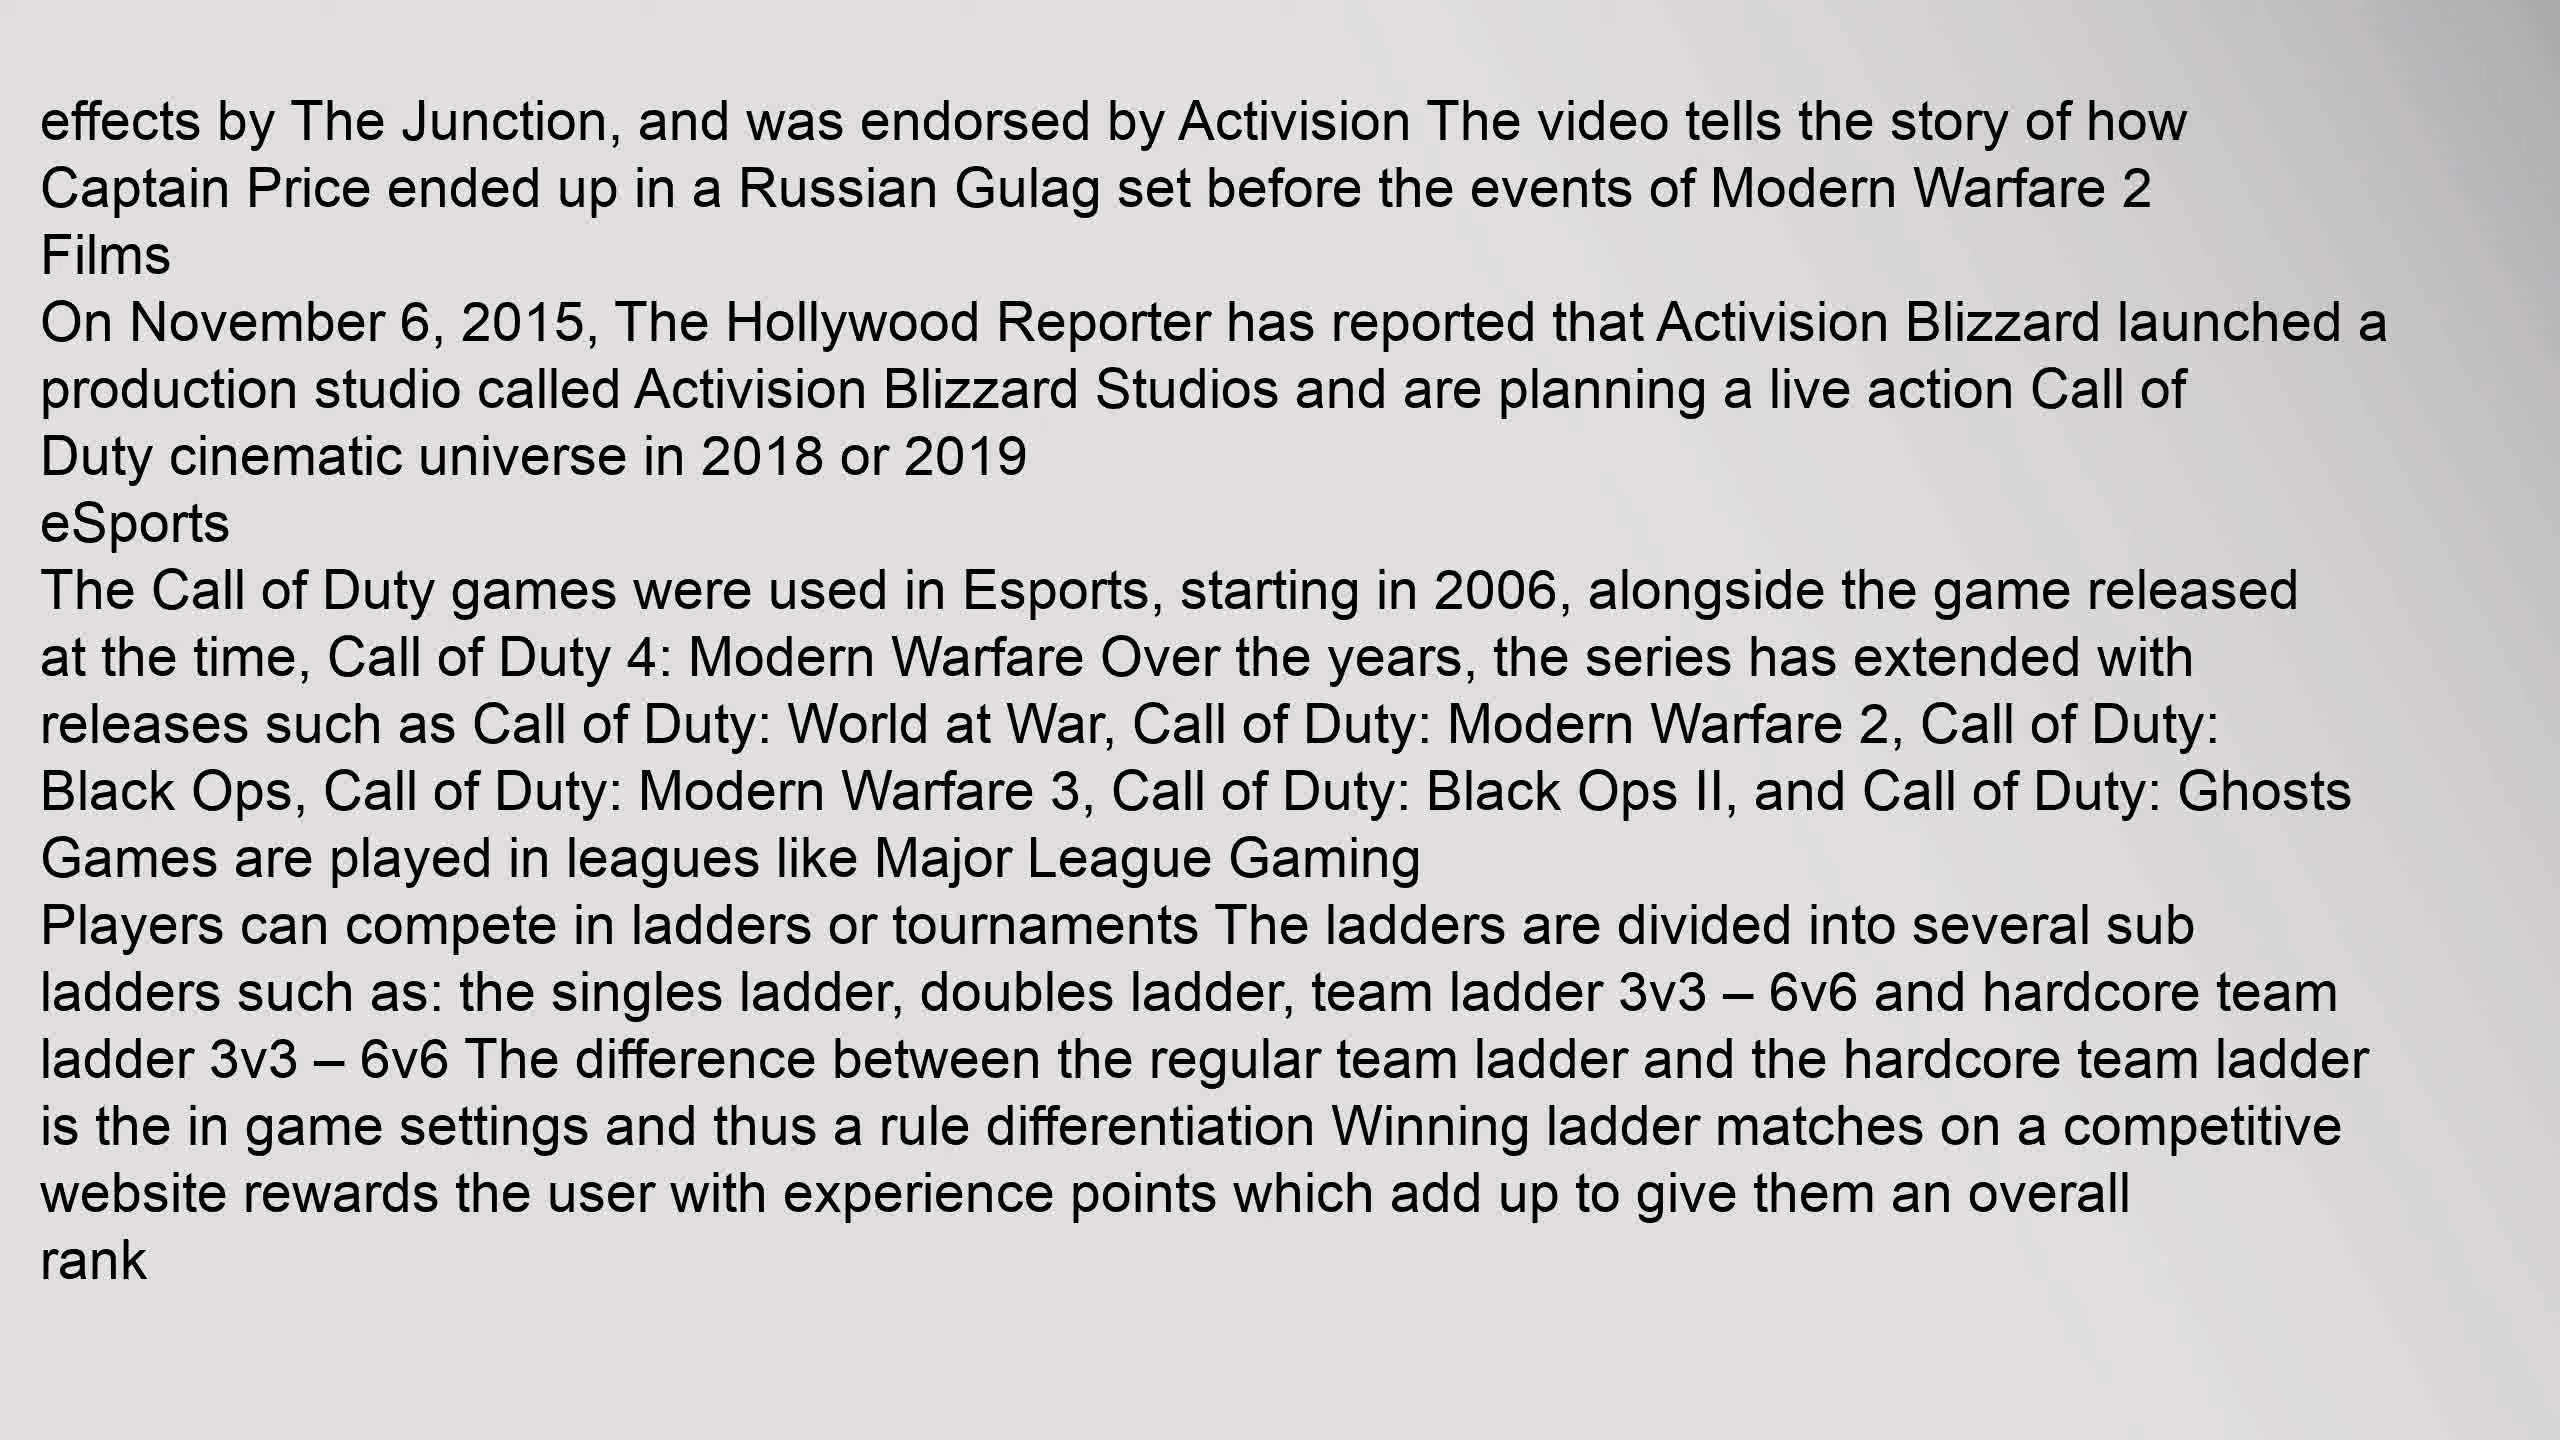 effects by The Junction, and was endorsed by Activision The video tells the story of how
Captain Price ended up in a Russian Gulag set before the events of Modern Warfare 2
Films
On November 6, 2015, The Hollywood Reporter has reported that Activision Blizzard launched a
production studio called Activision Blizzard Studios and are planning a live action Call of
Duty cinematic universe in 2018 or 2019
eSports
The Call of Duty games were used in Esports, starting in 2006, alongside the game released
at the time, Call of Duty 4: Modern Warfare Over the years, the series has extended with
releases such as Call of Duty: World at War, Call of Duty: Modern Warfare 2, Call of Duty:
Black Ops, Call of Duty: Modern Warfare 3, Call of Duty: Black Ops II, and Call of Duty: Ghosts
Games are played in leagues like Major League Gaming
Players can compete in ladders or tournaments The ladders are divided into several sub
ladders such as: the singles ladder, doubles ladder, team ladder 3v3 – 6v6 and hardcore team
ladder 3v3 – 6v6 The difference between the regular team ladder and the hardcore team ladder
is the in game settings and thus a rule differentiation Winning ladder matches on a competitive
website rewards the user with experience points which add up to give them an overall
rank